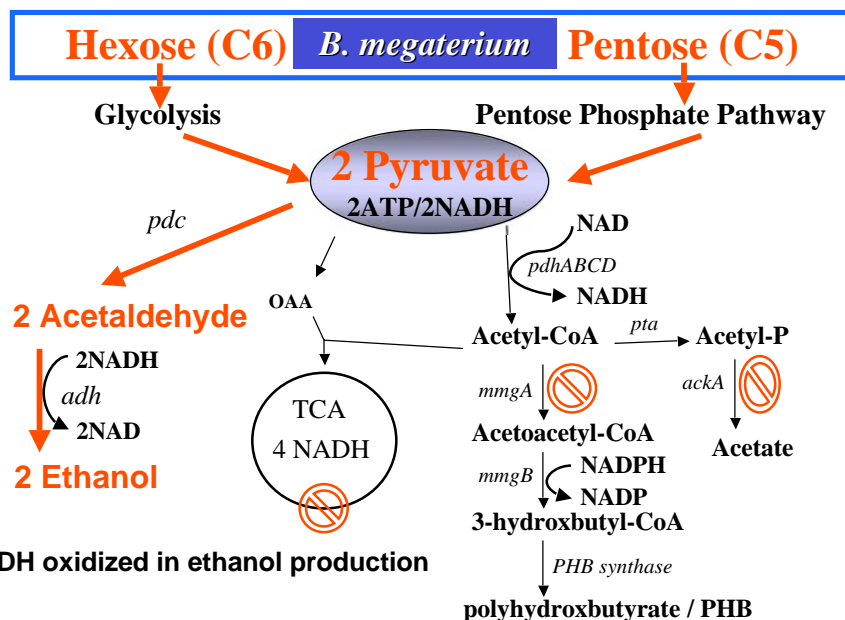 Hexose (C6)
B. megaterium
Pentose (C5)
Glycolysis
Pentose Phosphate Pathway
2 Pyruvate
2ATP/2NADH
pdc
NAD
pdhABCD
NADH
OAA
2 Acetaldehyde
Acetyl-CoA
pta
Acetyl-P
2NADH
adh
2NAD
TCA
4 NADH
mmgA
ackA
Acetoacetyl-CoA
Acetate
2 Ethanol
mmgB
NADPH
NADP
3-hydroxbutyl-CoA
DH oxidized in ethanol production
PHB synthase
polyhydroxbutyrate / PHB